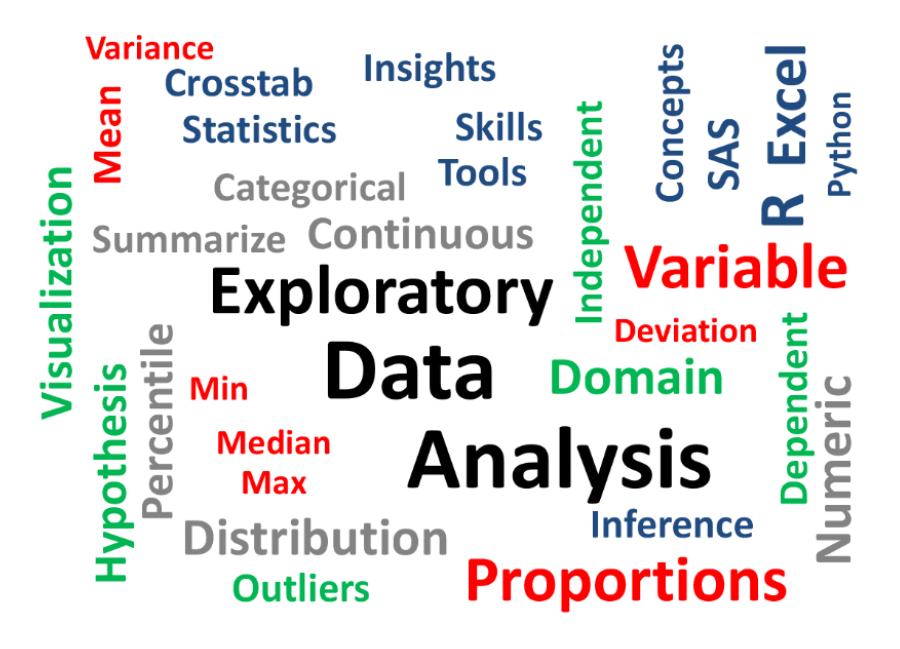 Variance
Crosstab
Insights
Mean
Statistics
Skills
Tools
Independent
Concepts
SAS
R Excel
Python
Categorical
Summarize
Continuous
Visualization
Exploratory
Variable
Deviation
Data
Domain
Dependent
Numeric
Hypothesis
Percentile
Min
Median
Max
Analysis
Inference
Distribution
Outliers
Proportions